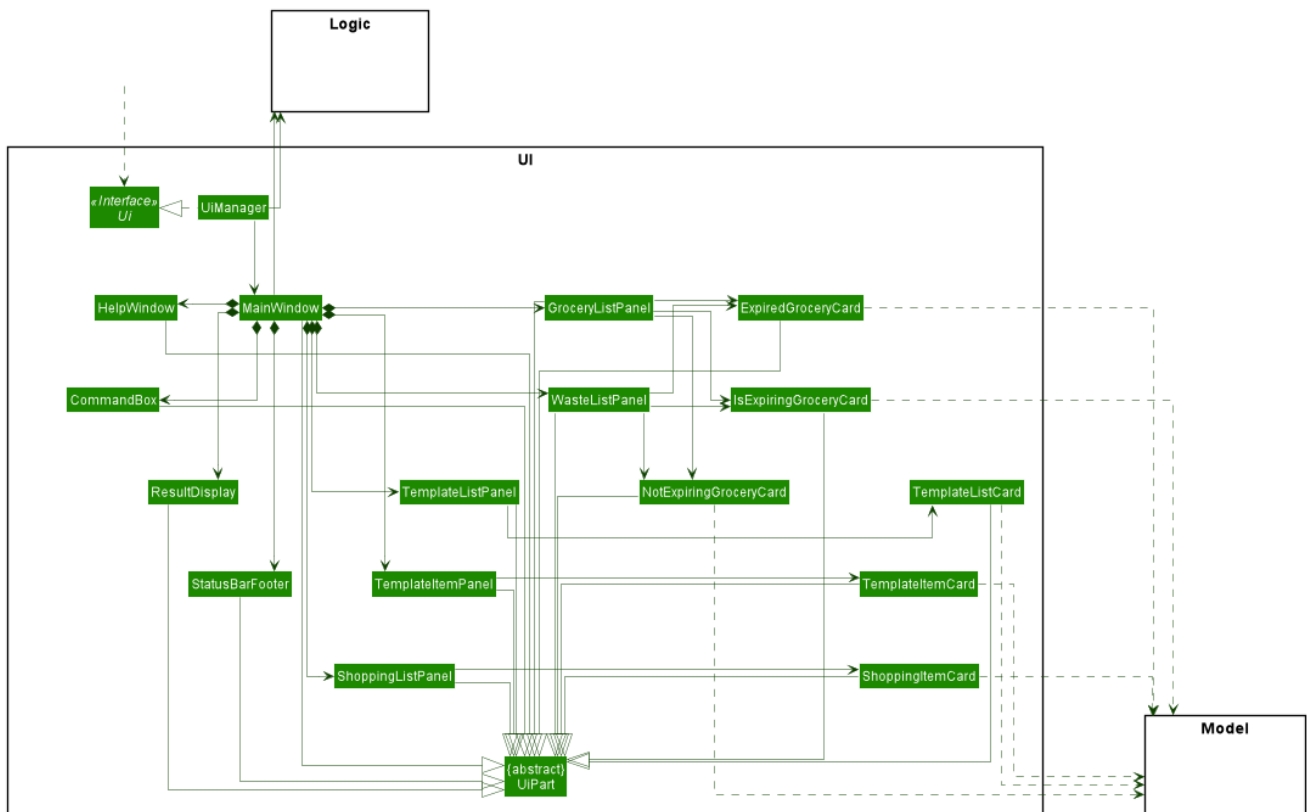 Logic
UI
«Interface»
Ui
UiManager
HelpWindow
MainWindow
GroceryListPanel
ExpiredGroceryCard
CommandBox
WasteListPanel
IsExpiringGroceryCard
ResultDisplay
TemplateListPanel
NotExpiringGroceryCard
TemplateListCard
StatusBarFooter
TemplateItemPanel
TemplateItemCard
ShoppingListPanel
ShoppingItemCard
Model
{abstract}
UiPart